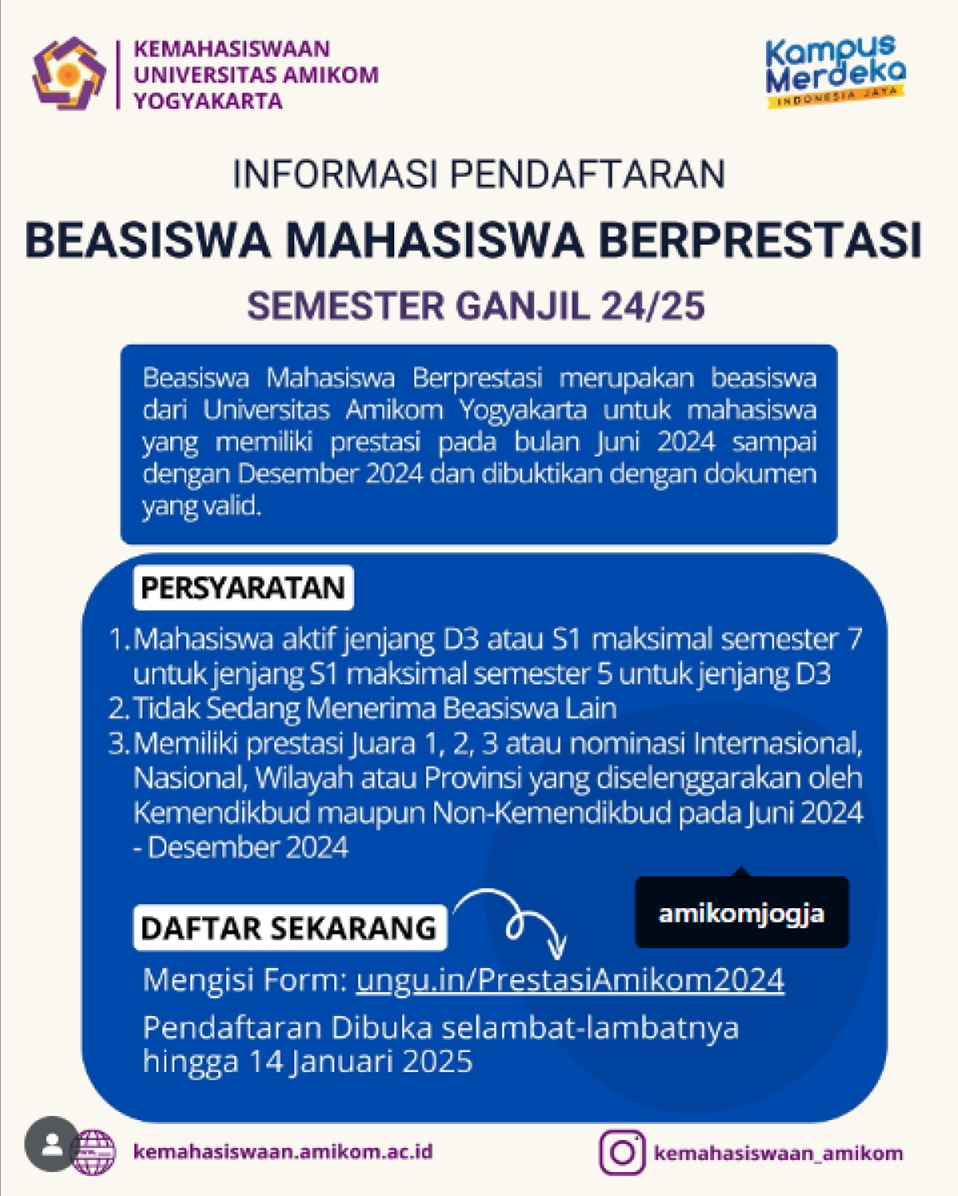 KEMAHASISWAAN
UNIVERSITAS AMIKOM
YOGYAKARTA
Kampus
Merdeka
INDONESIA JAYA
INFORMASI PENDAFTARAN
BEASISWA MAHASISWA BERPRESTASI
SEMESTER GANJIL 24/25
Beasiswa Mahasiswa Berprestasi merupakan beasiswa
dari Universitas Amikom Yogyakarta untuk mahasiswa
yang memiliki prestasi pada bulan Juni 2024 sampai
dengan Desember 2024 dan dibuktikan dengan dokumen
yang valid.
PERSYARATAN
1. Mahasiswa aktif jenjang D3 atau S1 maksimal semester 7
untuk jenjang S1 maksimal semester 5 untuk jenjang D3
2. Tidak Sedang Menerima Beasiswa Lain
3. Memiliki prestasi Juara 1, 2, 3 atau nominasi Internasional,
Nasional, Wilayah atau Provinsi yang diselenggarakan oleh
Kemendikbud maupun Non-Kemendikbud pada Juni 2024
- Desember 2024
amikomjogja
DAFTAR SEKARANG
Mengisi Form: ungu.in/PrestasiAmikom2024
Pendaftaran Dibuka selambat-lambatnya
hingga 14 Januari 2025
kemahasiswaan.amikom.ac.id
kemahasiswaan_amikom